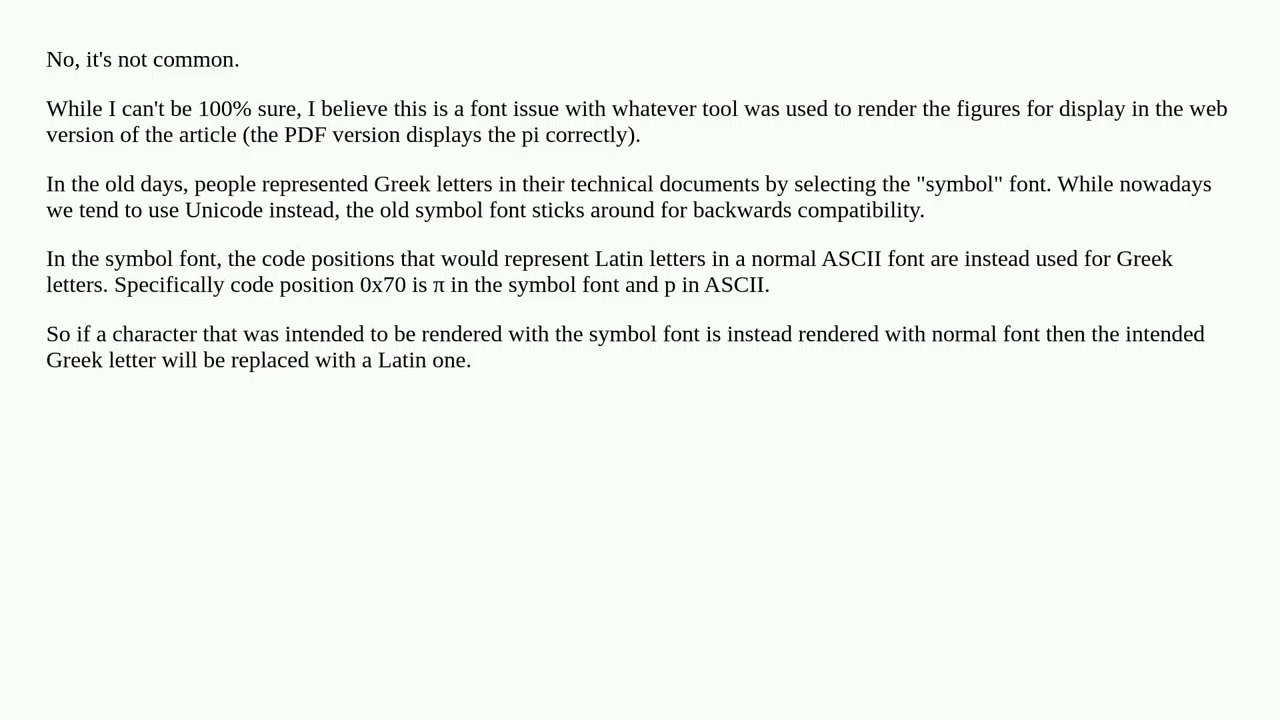 No, it's not common.
While I can't be 100% sure, I believe this is a font issue with whatever tool was used to render the figures for display in the web
version of the article (the PDF version displays the pi correctly).
In the old days, people represented Greek letters in their technical documents by selecting the "symbol" font. While nowadays
we tend to use Unicode instead, the old symbol font sticks around for backwards compatibility.
In the symbol font, the code positions that would represent Latin letters in a normal ASCII font are instead used for Greek
letters. Specifically code position 0x70 is π in the symbol font and p in ASCII.
So if a character that was intended to be rendered with the symbol font is instead rendered with normal font then the intended
Greek letter will be replaced with a Latin one.